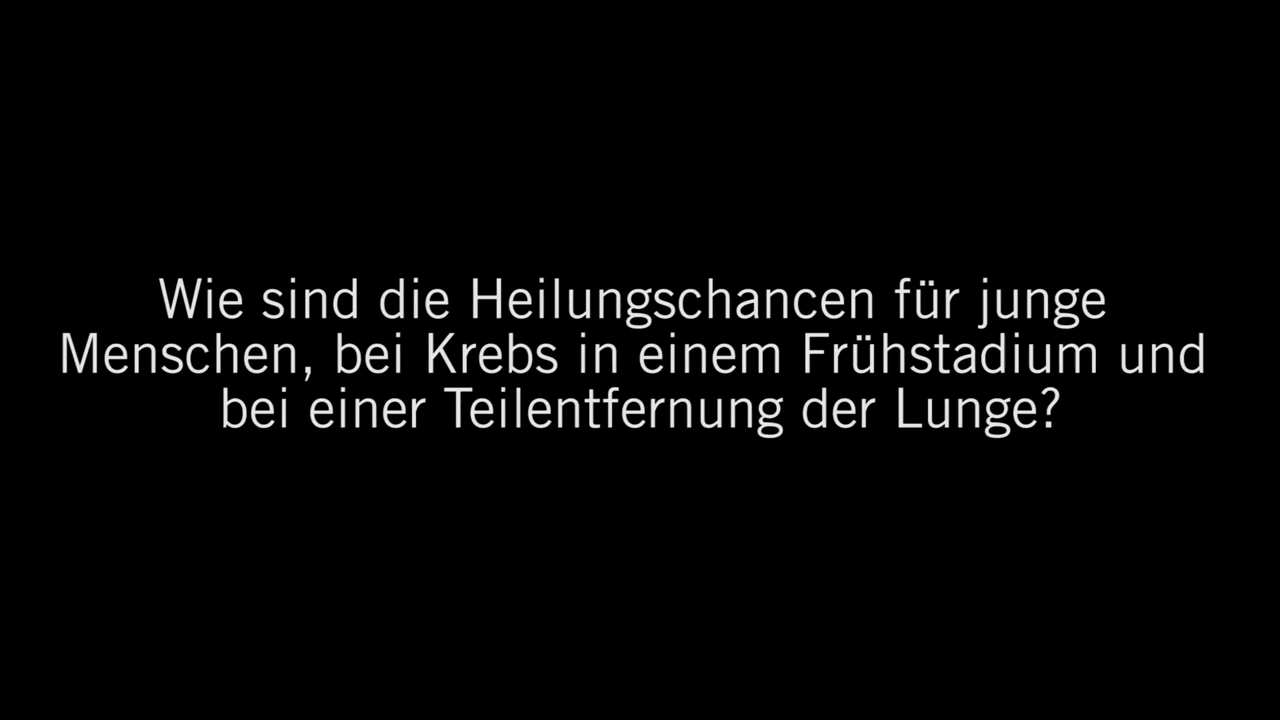 Wie sind die Heilungschancen für junge
Menschen, bei Krebs in einem Frühstadium und
bei einer Teilentfernung der Lunge?